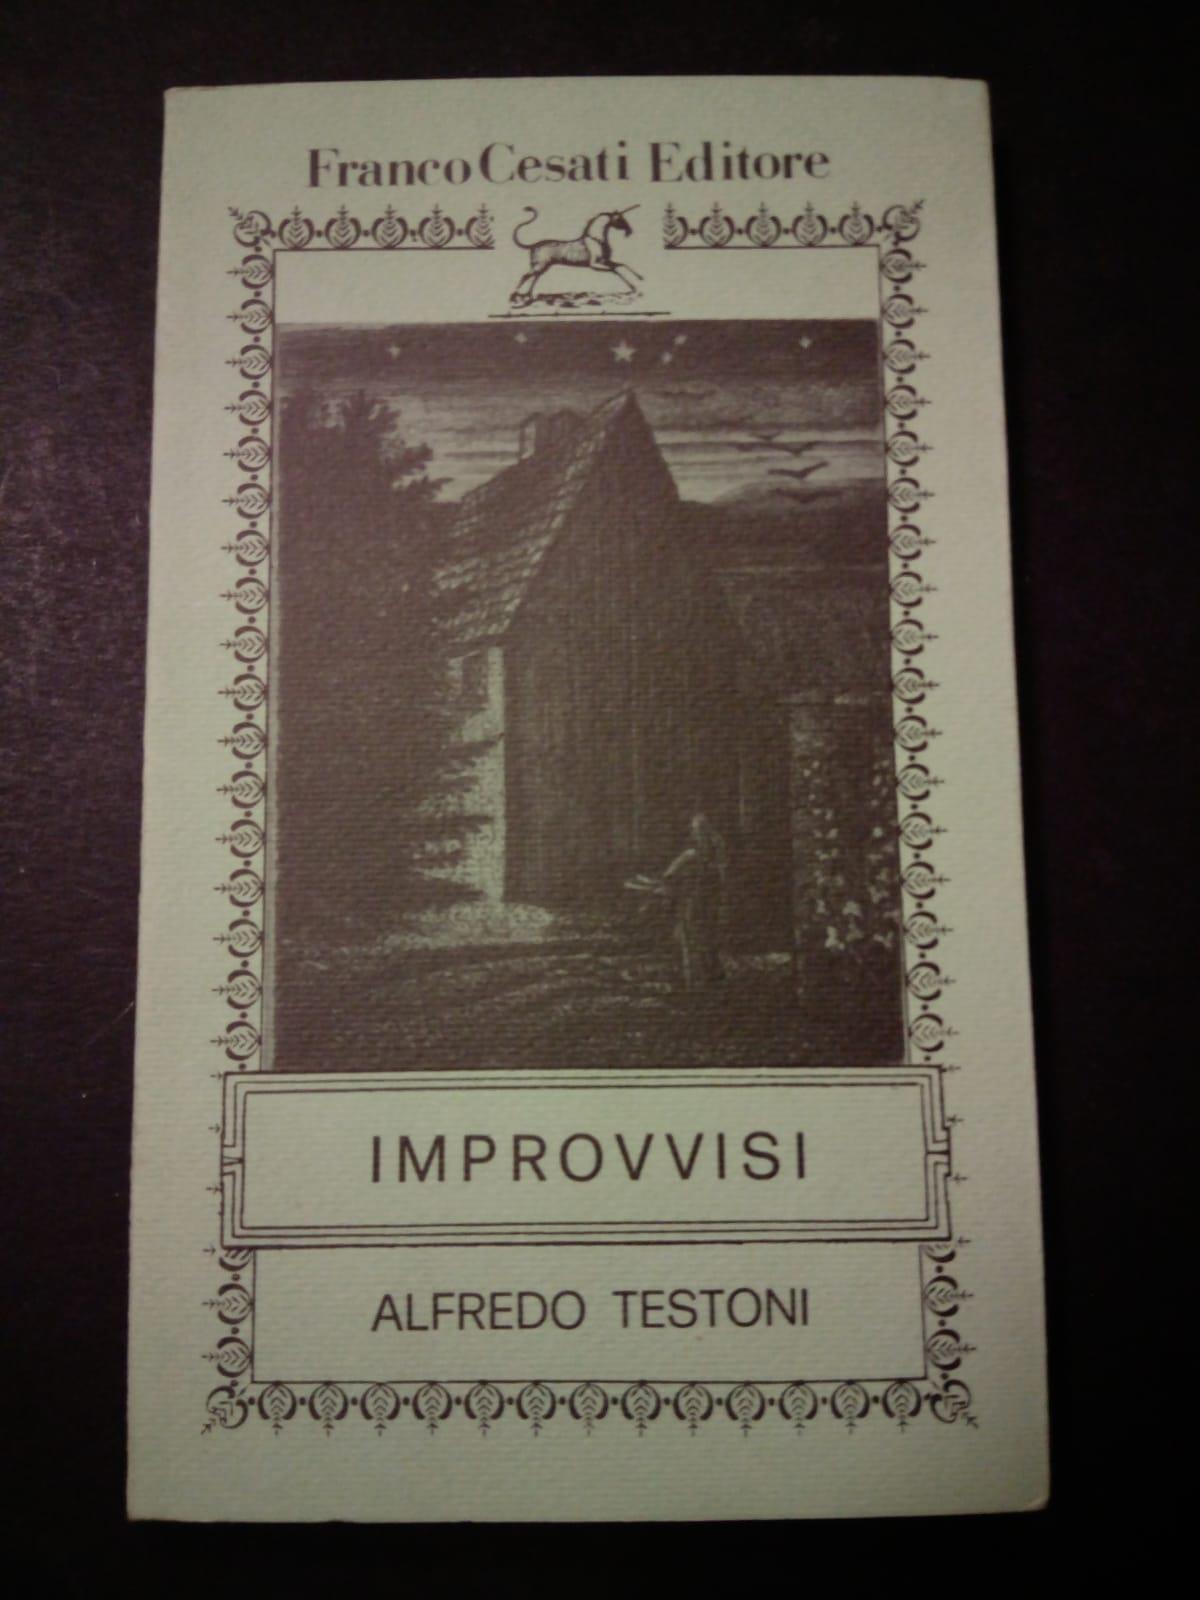 Franco Cesati Editore
IMPROVVISI
ALFREDO TESTONI